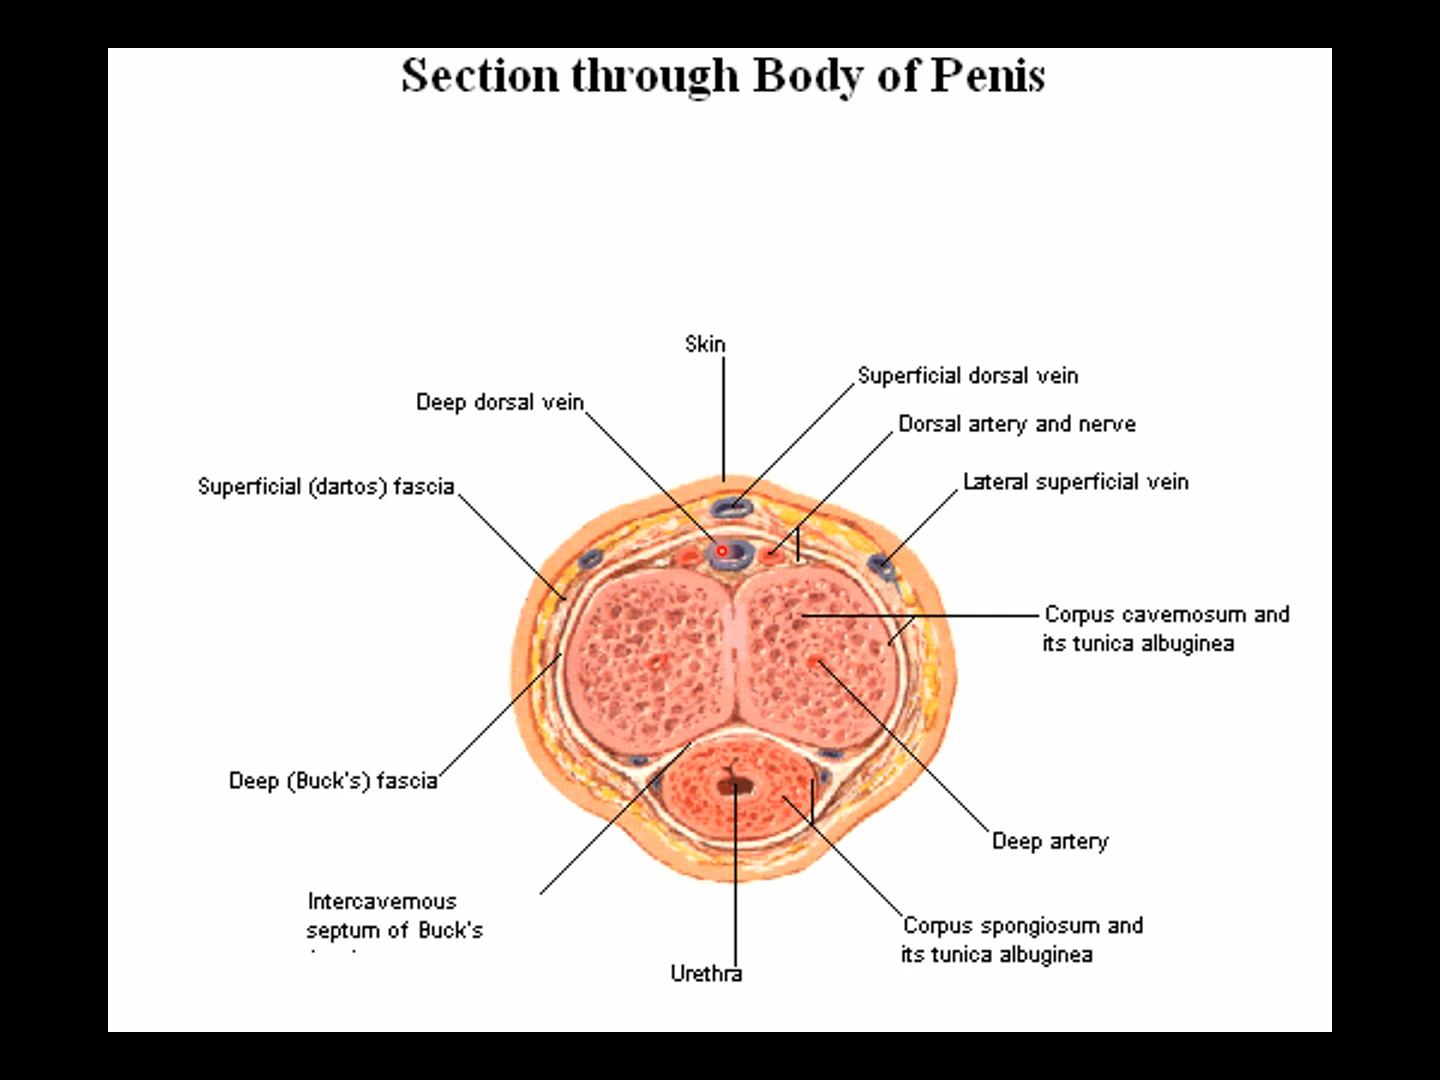 Section through Body of Penis
Skin
Superficial dorsal vein
Deep dorsal vein
Dorsal artery and nerve
Lateral superficial vein
Superficial (dartos) fascia
Corpus cavernosum and
its tunica albuginea
Deep (Buck's) fascia
Deep artery
Intercavernous
septum of Buck's
Corpus spongiosum and
its tunica albuginea
Urethra